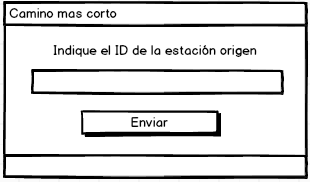 Camino mas corto
Indique el ID de la estación origen
Enviar